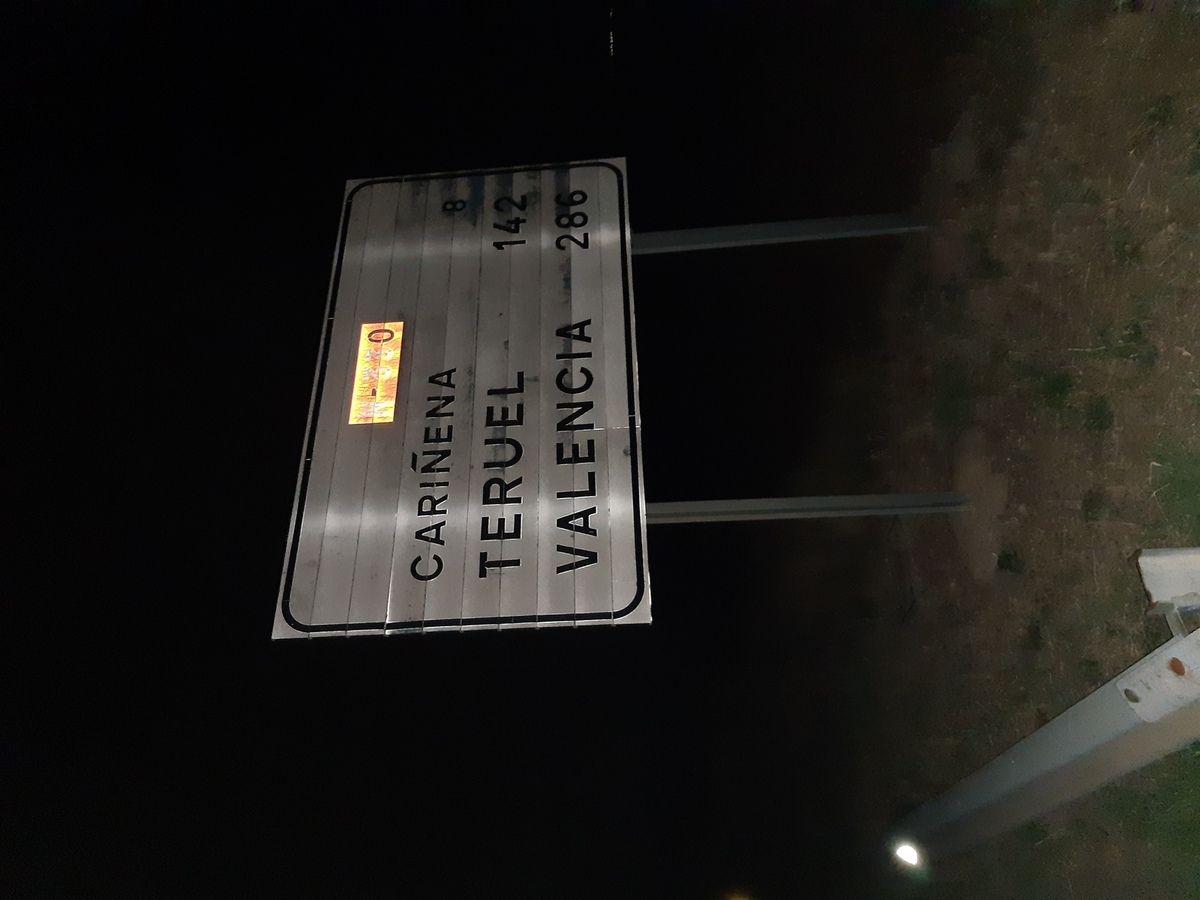 CARIÑENA 8
TERUEL 142
VALENCIA 286